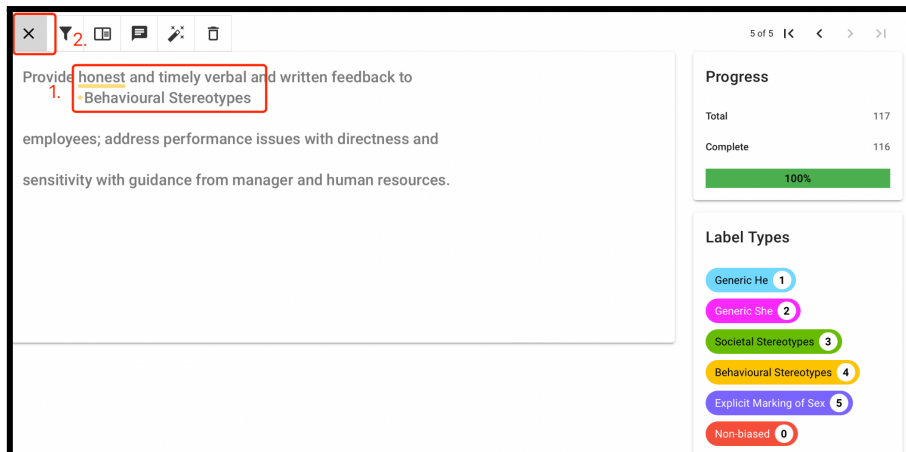 2.
5 of 5
Provide honest and timely verbal and written feedback to
1.
Behavioural Stereotypes
employees; address performance issues with directness and
sensitivity with guidance from manager and human resources.
Progress
Total 117
Complete 116
100%
Label Types
Generic He 1
Generic She 2
Societal Stereotypes 3
Behavioural Stereotypes 4
Explicit Marking of Sex 5
Non-biased 0